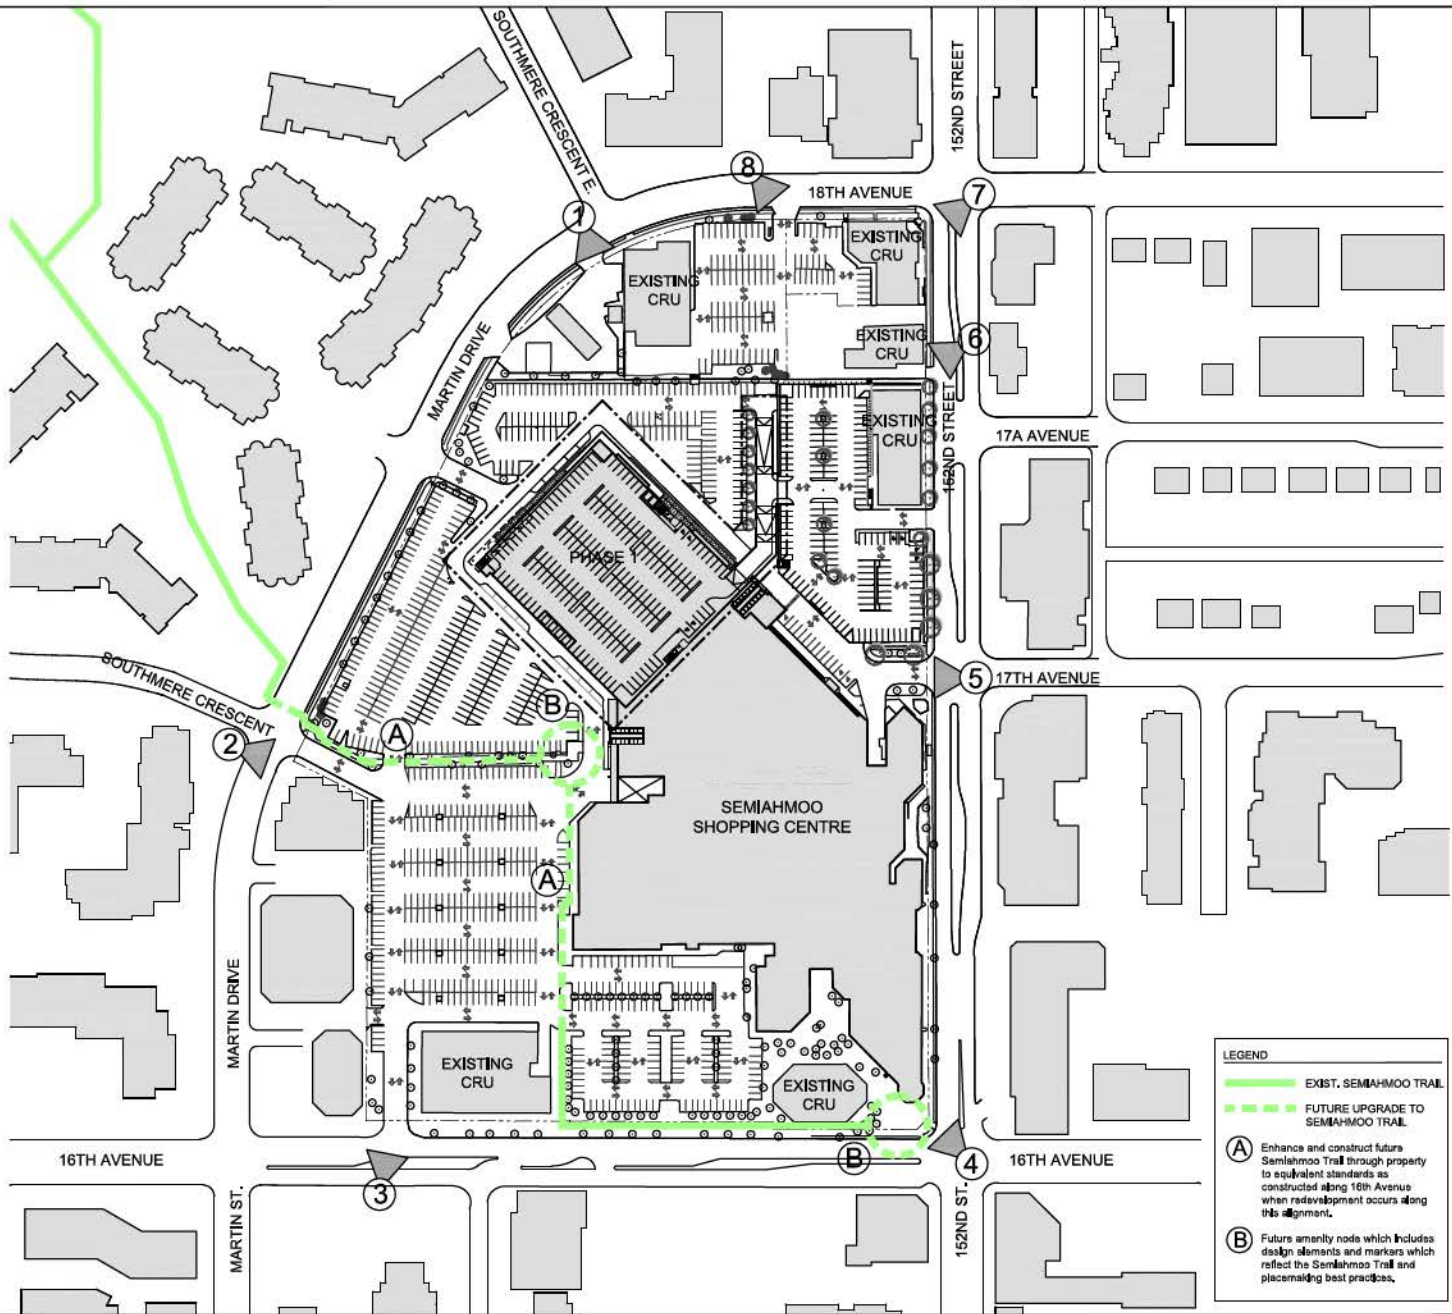 SOUTHMERE CRESCENT E.
152ND STREET
8
18TH AVENUE
7
1
EXISTING
CRU
EXISTING
CRU
EXISTING
CRU
6
MARTIN DRIVE
152ND STREET
EXISTING
CRU
17A AVENUE
PHASE 1
SOUTHMERE CRESCENT
5
17TH AVENUE
B
A
2
SEMIAHMOO
SHOPPING CENTRE
A
MARTIN DRIVE
EXISTING
CRU
EXISTING
CRU
16TH AVENUE
B
4
16TH AVENUE
3
MARTIN ST.
152ND ST.
LEGEND
EXIST. SEMIAHMOO TRAIL
FUTURE UPGRADE TO
SEMIAHMOO TRAIL
A
Enhance and construct future
Semiahmoo Trail through property
to equivalent standards as
constructed along 16th Avenue
when redevelopment occurs along
this alignment.
B
Future amenity node which includes
design elements and markers which
reflect the Semiahmoo Trail and
placemaking best practices.